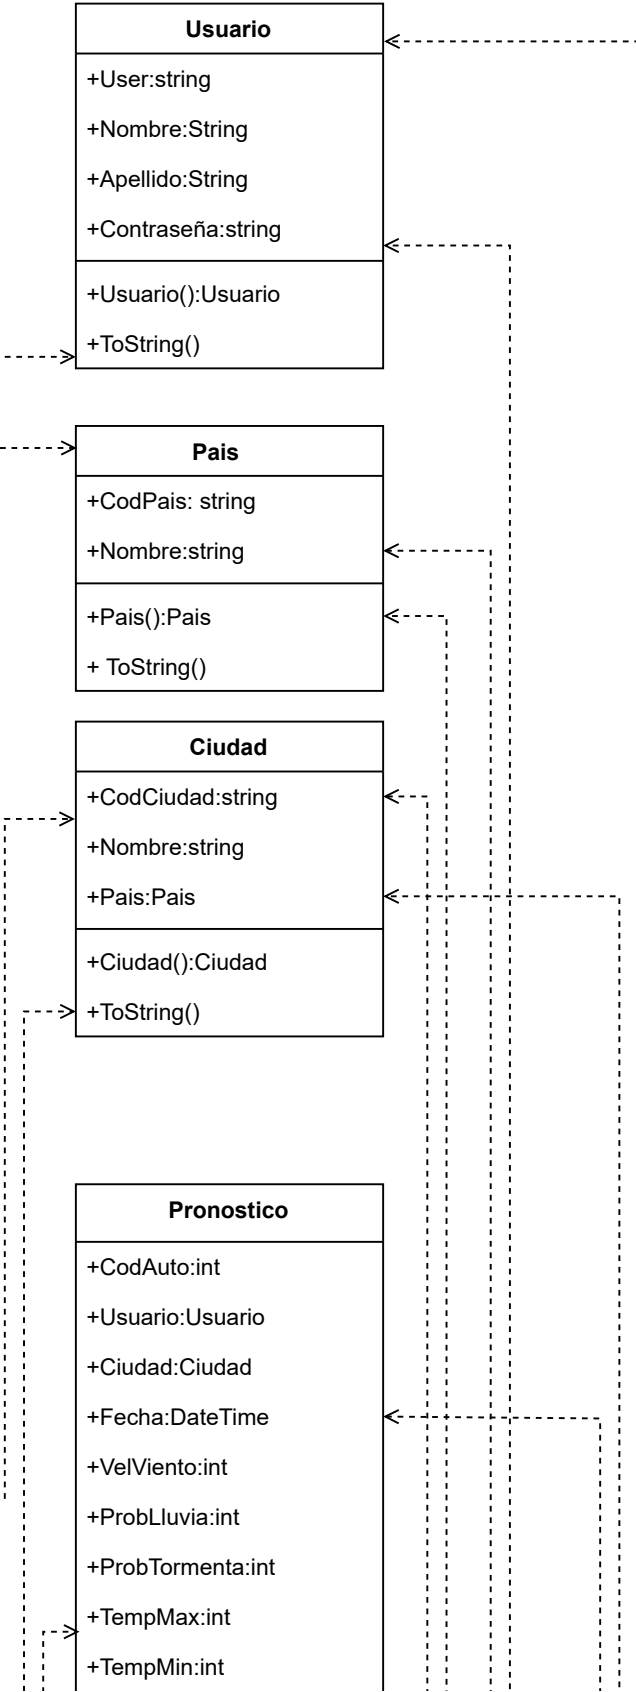 Usuario
+User:string
+Nombre:String
+Apellido:String
+Contraseña:string
+Usuario():Usuario
+ToString()
Pais
+CodPais: string
+Nombre:string
+Pais():Pais
+ ToString()
Ciudad
+CodCiudad:string
+Nombre:string
+Pais:Pais
+Ciudad():Ciudad
+ToString()
Pronostico
+CodAuto:int
+Usuario:Usuario
+Ciudad:Ciudad
+Fecha:DateTime
+VelViento:int
+ProbLluvia:int
+ProbTormenta:int
+TempMax:int
+TempMin:int